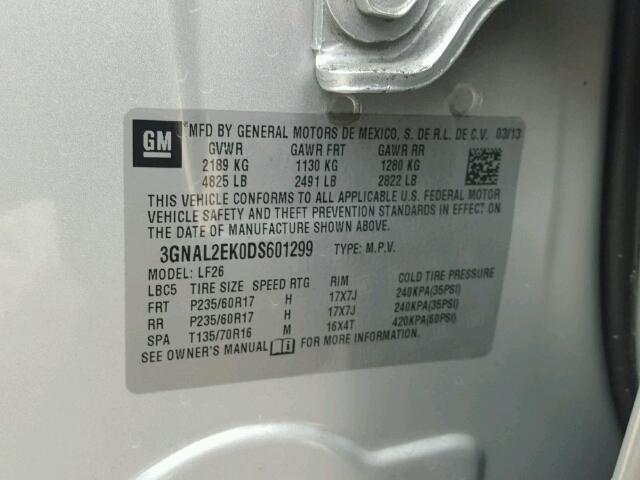 GM
MFD BY GENERAL MOTORS DE MEXICO, S. DE R.L. DE C.V. 03/13
GVWR GAWR FRT GAWR RR
2189 KG 1130 KG 1280 KG
4825 LB 2491 LB 2822 LB
THIS VEHICLE CONFORMS TO ALL APPLICABLE U.S. FEDERAL MOTOR
VEHICLE SAFETY AND THEFT PREVENTION STANDARDS IN EFFECT ON
THE DATE OF MANUFACTURE SHOWN ABOVE.
3GNAL2EK0DS601299 TYPE: M.P.V.
MODEL: LF26
LBC5 TIRE SIZE SPEED RTG RIM COLD TIRE PRESSURE
FRT P235/60R17 H 17X7J 240KPA(35PSI)
RR P235/60R17 H 17X7J 240KPA(35PSI)
SPA T135/70R16 M 16X4T 420KPA(60PSI)
SEE OWNER'S MANUAL FOR MORE INFORMATION.